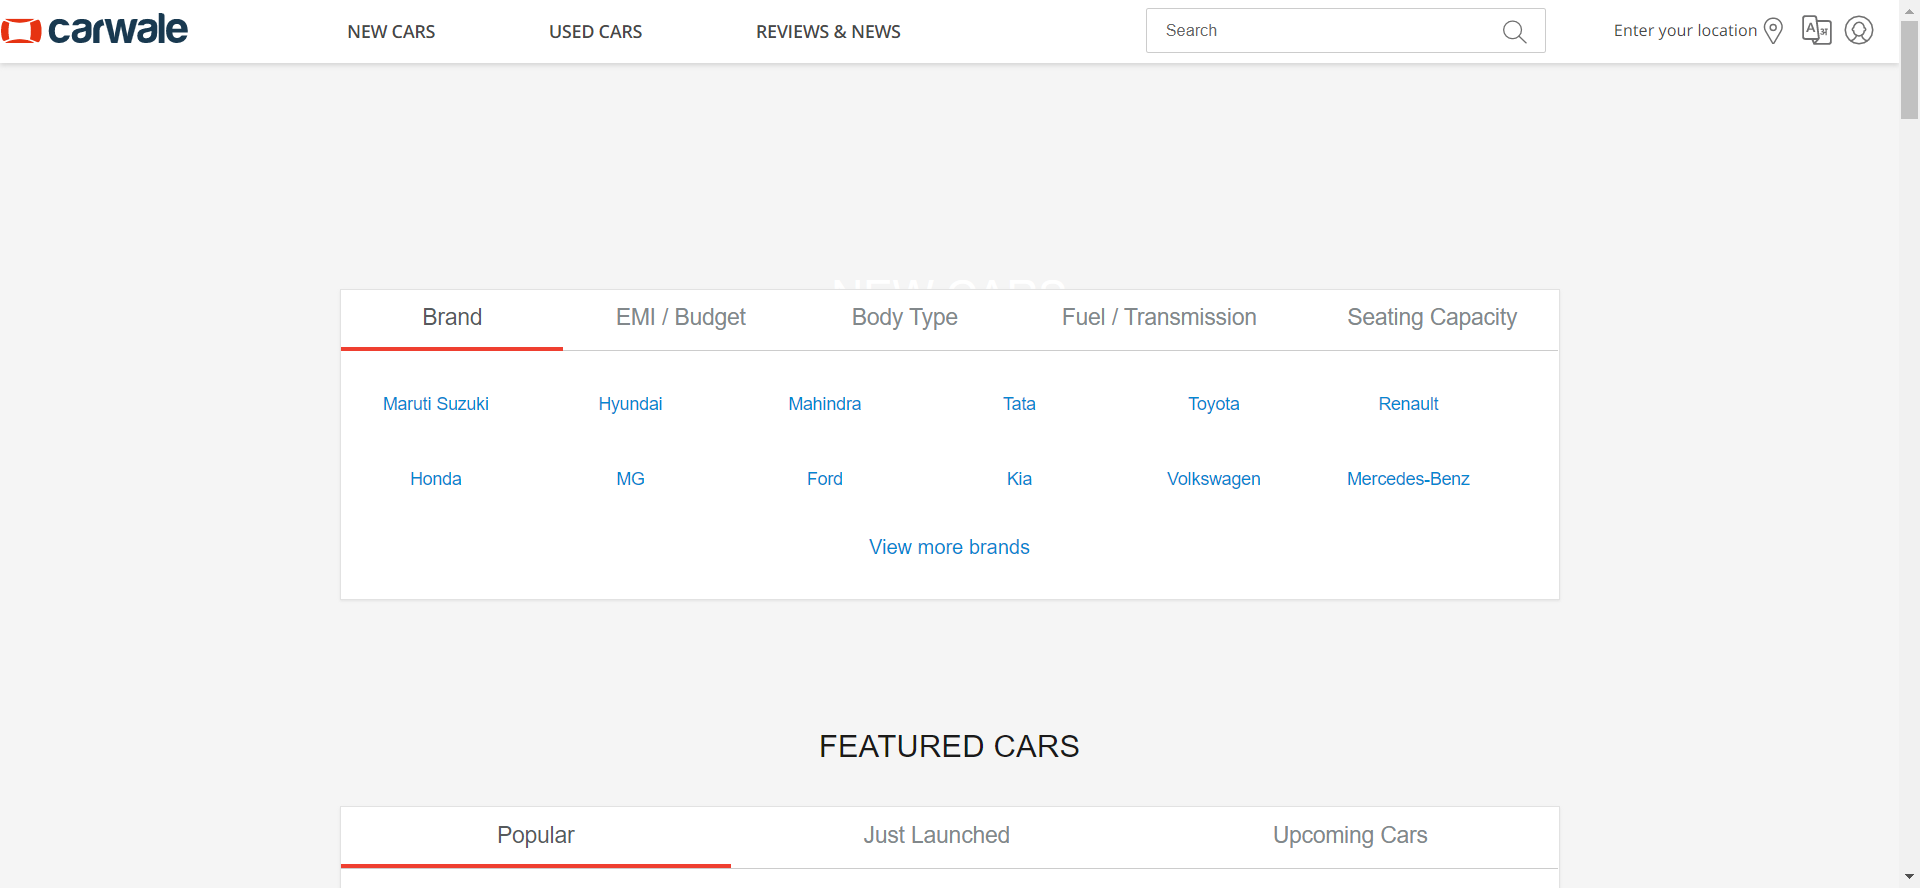 carwale NEW CARS USED CARS REVIEWS & NEWS Search Enter your location A अ
NEW CARS
Brand EMI / Budget Body Type Fuel / Transmission Seating Capacity
Maruti Suzuki Hyundai Mahindra Tata Toyota Renault
Honda MG Ford Kia Volkswagen Mercedes-Benz
View more brands
FEATURED CARS
Popular Just Launched Upcoming Cars